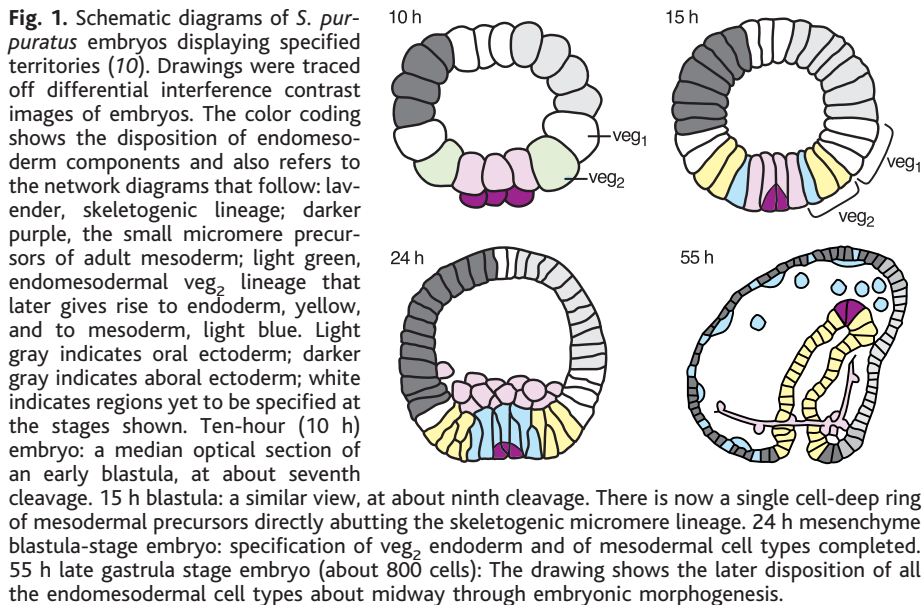 Fig. 1. Schematic diagrams of S. pur-
puratus embryos displaying specified
territories (10). Drawings were traced
off differential interference contrast
images of embryos. The color coding
shows the disposition of endomeso-
derm components and also refers to
the network diagrams that follow: lav-
ender, skeletogenic lineage; darker
purple, the small micromere precur-
sors of adult mesoderm; light green,
endomesodermal veg₂ lineage that
later gives rise to endoderm, yellow,
and to mesoderm, light blue. Light
gray indicates oral ectoderm; darker
gray indicates aboral ectoderm; white
indicates regions yet to be specified at
the stages shown. Ten-hour (10 h)
embryo: a median optical section of
an early blastula, at about seventh
cleavage. 15 h blastula: a similar view, at about ninth cleavage. There is now a single cell-deep ring
of mesodermal precursors directly abutting the skeletogenic micromere lineage. 24 h mesenchyme
blastula-stage embryo: specification of veg₂ endoderm and of mesodermal cell types completed.
55 h late gastrula stage embryo (about 800 cells): The drawing shows the later disposition of all
the endomesodermal cell types about midway through embryonic morphogenesis.
10 h
veg₁
veg₂
15 h
veg₁
veg₂
24 h
55 h